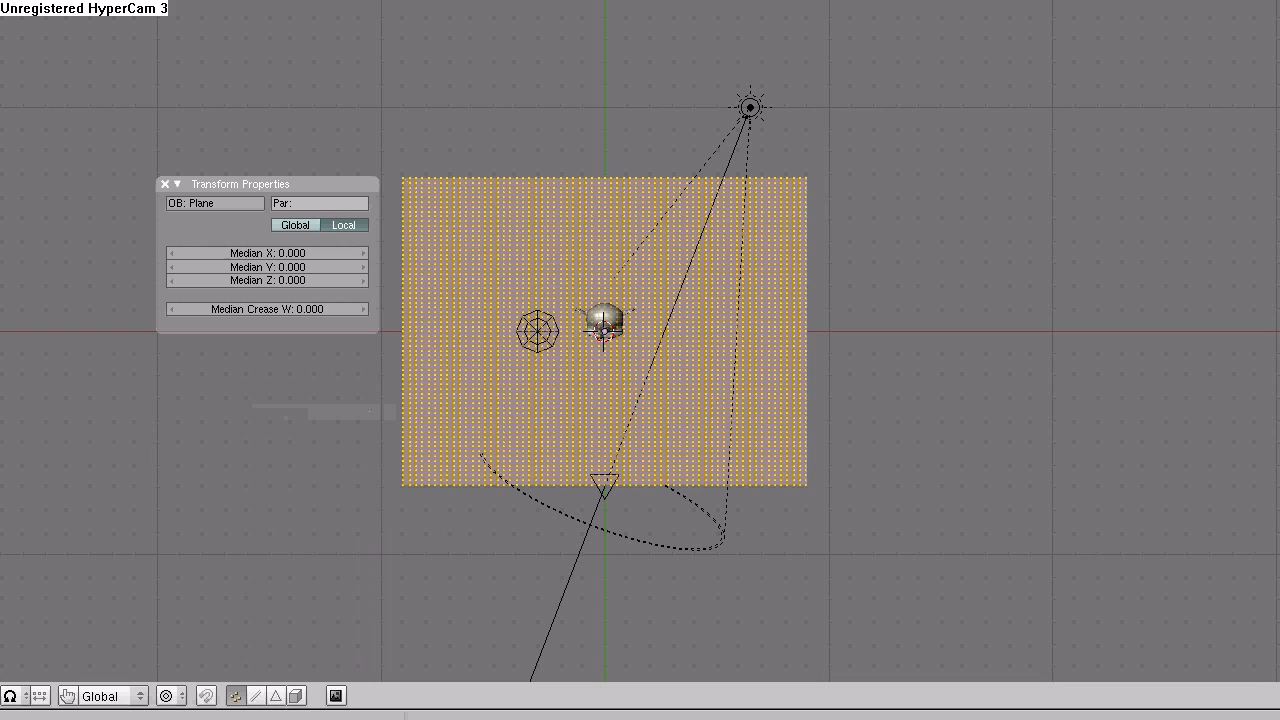 Unregistered HyperCam 3
Transform Properties
OB: Plane
Par:
Global
Local
Median X: 0.000
Median Y: 0.000
Median Z: 0.000
Median Crease W: 0.000
Global